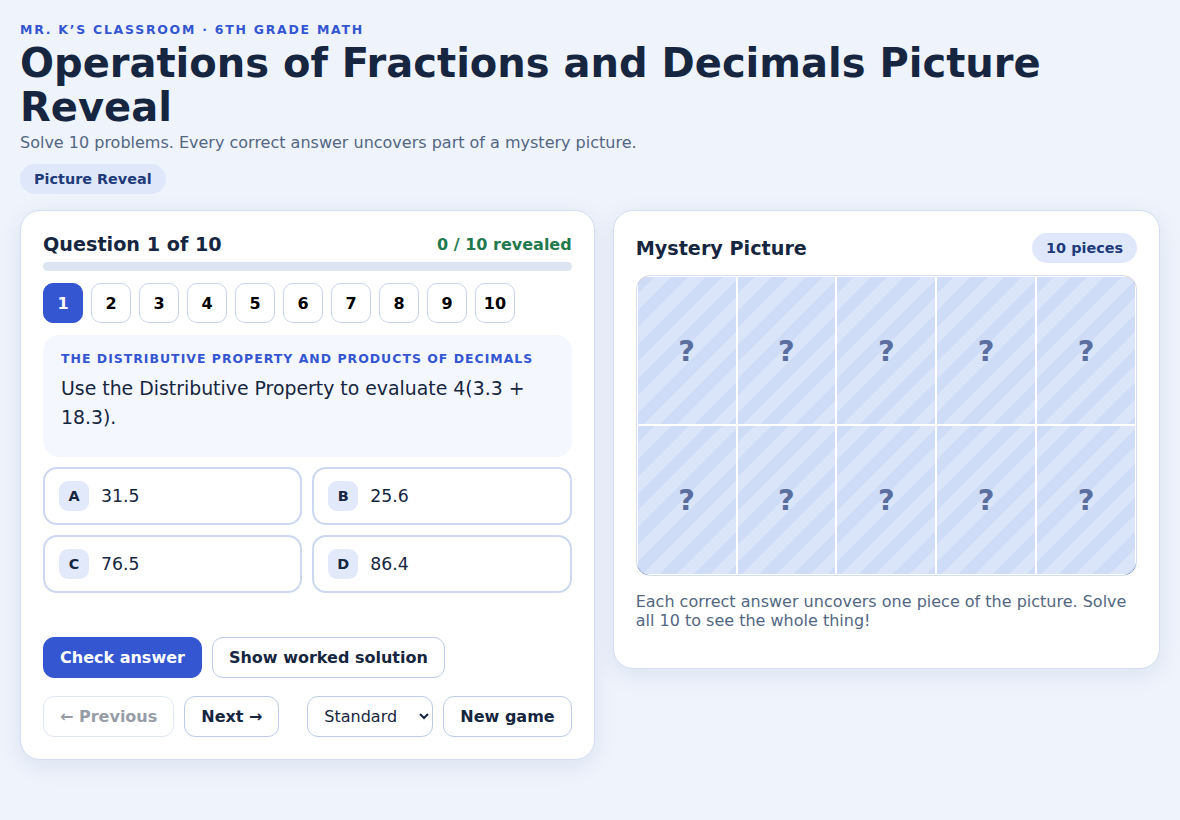 MR. K’S CLASSROOM · 6TH GRADE MATH
Operations of Fractions and Decimals Picture
Reveal
Solve 10 problems. Every correct answer uncovers part of a mystery picture.
Picture Reveal
Question 1 of 10
0 / 10 revealed
1 2 3 4 5 6 7 8 9 10
THE DISTRIBUTIVE PROPERTY AND PRODUCTS OF DECIMALS
Use the Distributive Property to evaluate 4(3.3 +
18.3).
A 31.5
B 25.6
C 76.5
D 86.4
Check answer
Show worked solution
← Previous
Next →
Standard
New game
Mystery Picture
10 pieces
? ? ? ? ?
? ? ? ? ?
Each correct answer uncovers one piece of the picture. Solve
all 10 to see the whole thing!